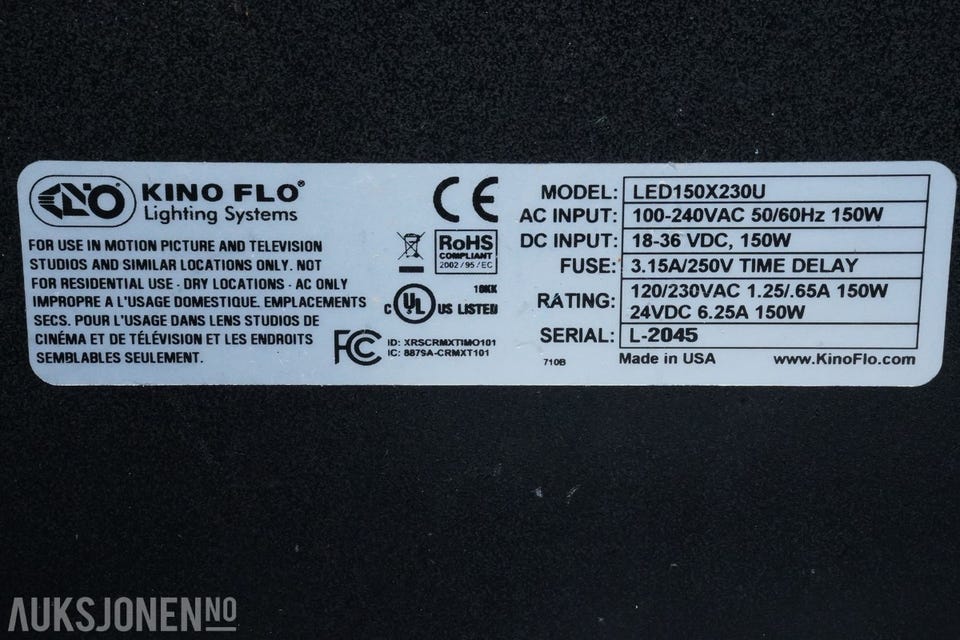 KINO FLO®
Lighting Systems
FOR USE IN MOTION PICTURE AND TELEVISION
STUDIOS AND SIMILAR LOCATIONS ONLY. NOT
FOR RESIDENTIAL USE - DRY LOCATIONS - AC ONLY
IMPROPRE A L'USAGE DOMESTIQUE. EMPLACEMENTS
SECS. POUR L'USAGE DANS LENS STUDIOS DE
CINÉMA ET DE TÉLÉVISION ET LES ENDROITS
SEMBLABLES SEULEMENT.
CE
RoHS
COMPLIANT
2002/95/EC
19KK
C UL US LISTED
FC ID: XRSCRMXTIMO101
IC: 8879A-CRMXT101
MODEL: LED150X230U
AC INPUT: 100-240VAC 50/60Hz 150W
DC INPUT: 18-36 VDC, 150W
FUSE: 3.15A/250V TIME DELAY
RATING: 120/230VAC 1.25/.65A 150W
24VDC 6.25A 150W
SERIAL: L-2045
710B Made in USA www.KinoFlo.com
AUKSJONEN.NO